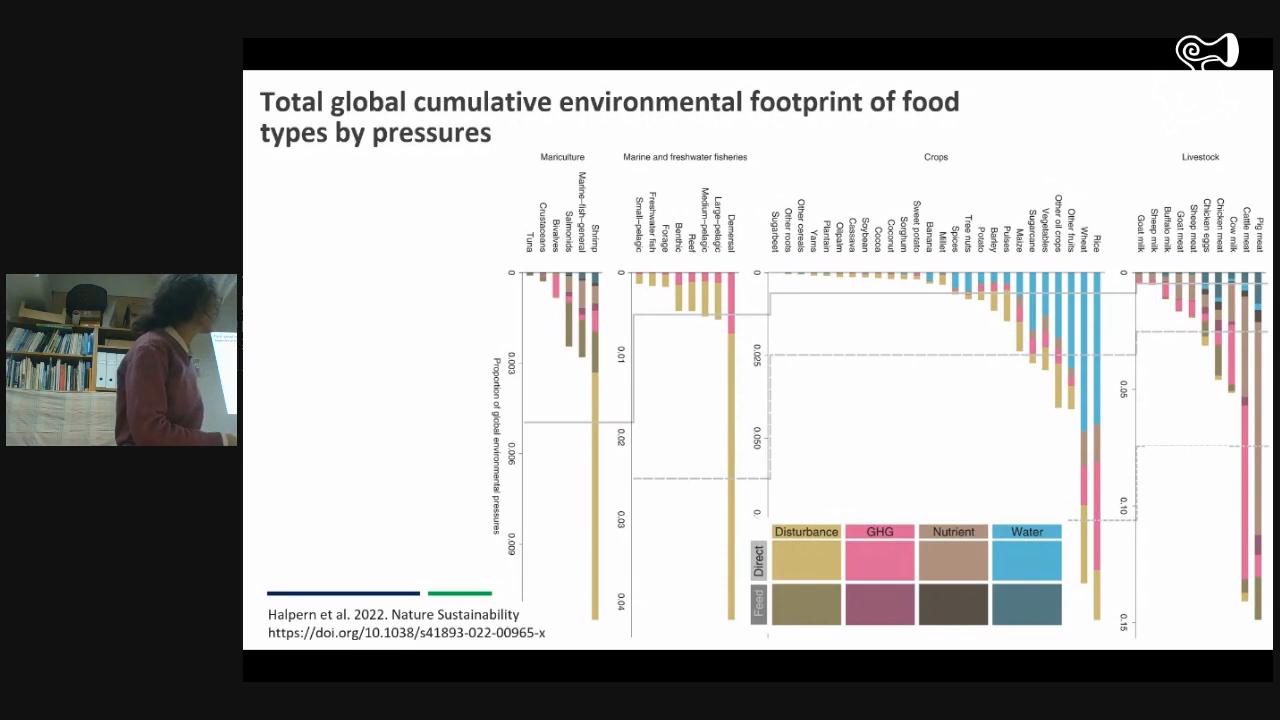 Total global cumulative environmental footprint of food
types by pressures
Mariculture
Marine and freshwater fisheries
Crops
Livestock
Tuna
Crustaceans
Bivalves
Salmonids
Marine-fish-general
Shrimp
Small-pelagic
Freshwater fish
Forage
Benthic
Reef
Medium-pelagic
Large-pelagic
Demersal
Sugarbeet
Other roots
Other cereals
Yams
Plantain
Oilpalm
Cassava
Soybean
Cocoa
Coconut
Sorghum
Sweet potato
Banana
Millet
Spices
Tree nuts
Potato
Barley
Pulses
Maize
Sugarcane
Vegetables
Other oil crops
Other fruits
Wheat
Rice
Goat milk
Sheep milk
Buffalo milk
Goat meat
Sheep meat
Chicken eggs
Chicken meat
Cow milk
Cattle meat
Pig meat
Proportion of global environmental pressures
0
0.003
0.006
0.009
0
0.01
0.02
0.03
0.04
0
0.025
0.050
0.
0
0.05
0.10
0.15
Disturbance
GHG
Nutrient
Water
Direct
Feed
Halpern et al. 2022. Nature Sustainability
https://doi.org/10.1038/s41893-022-00965-x